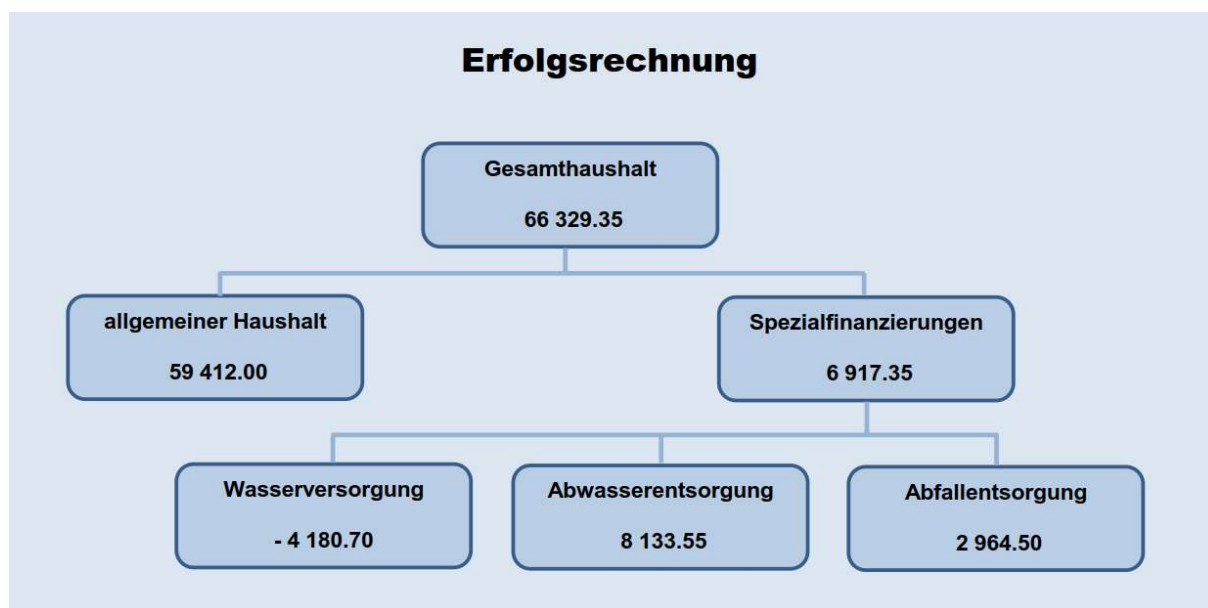 Erfolgsrechnung
Gesamthaushalt
66 329.35
allgemeiner Haushalt
59 412.00
Spezialfinanzierungen
6 917.35
Wasserversorgung
- 4 180.70
Abwasserentsorgung
8 133.55
Abfallentsorgung
2 964.50